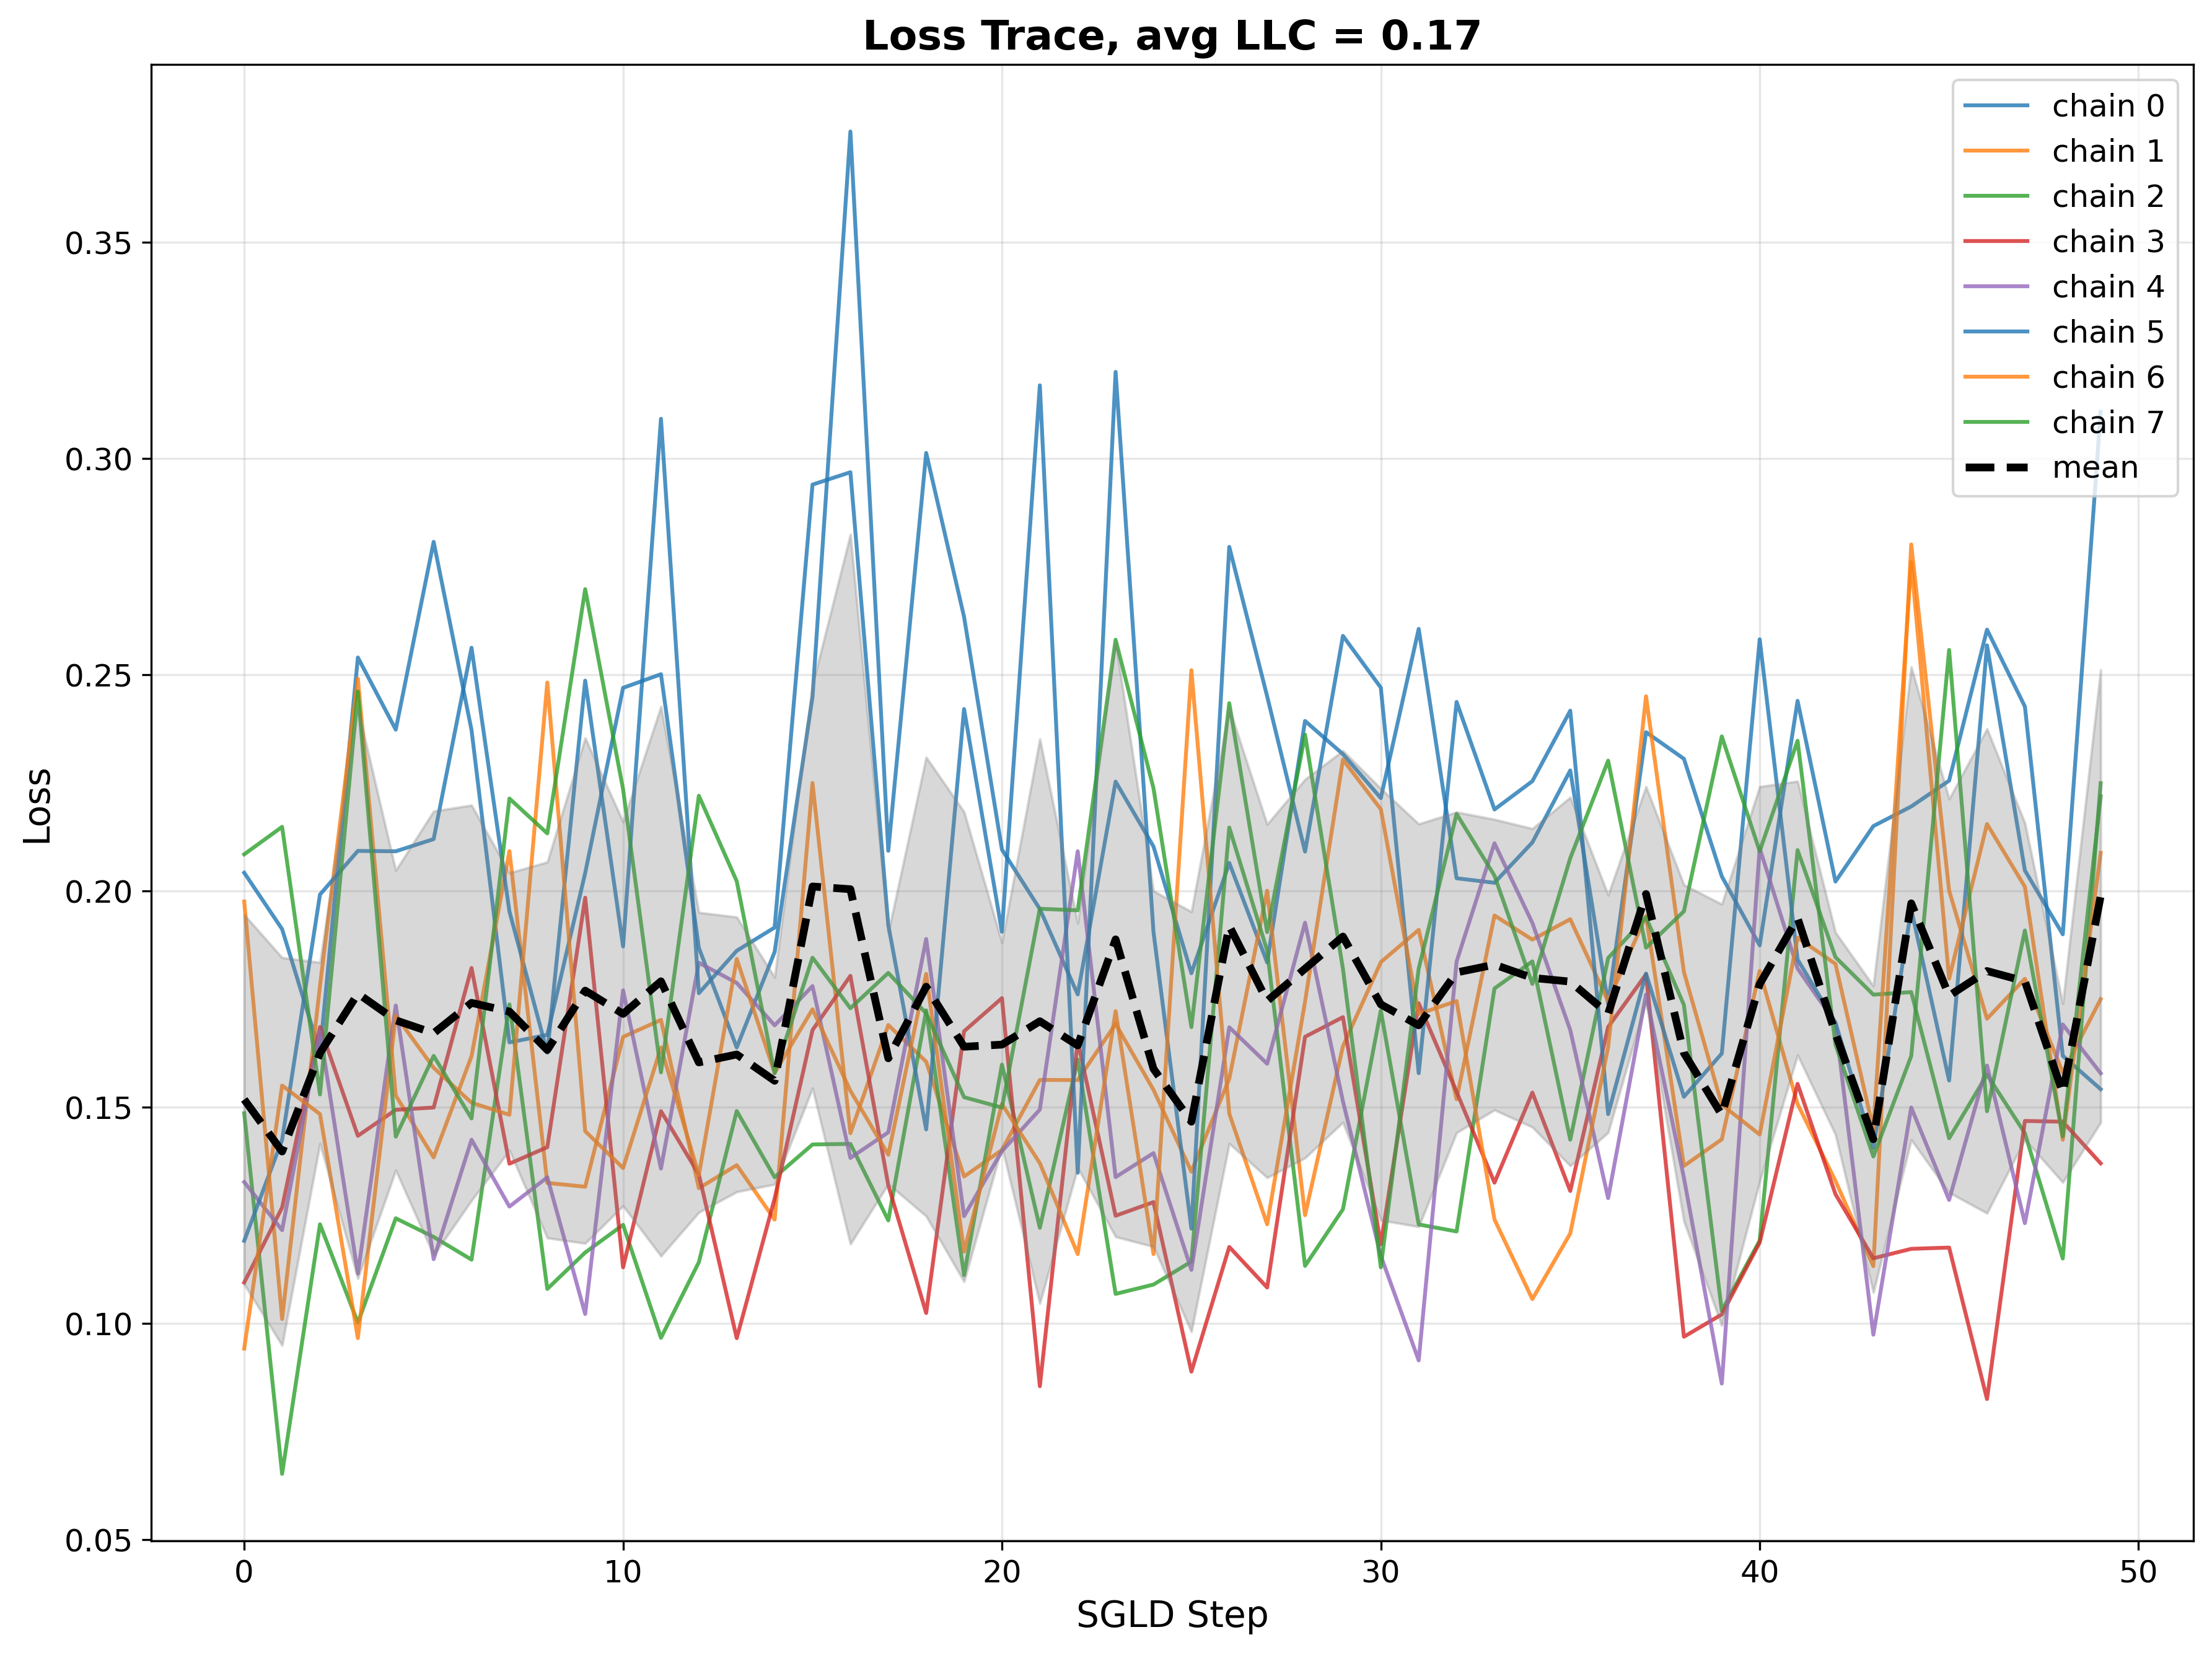 Loss Trace, avg LLC = 0.17
chain 0
chain 1
chain 2
chain 3
chain 4
chain 5
chain 6
chain 7
mean
Loss
0.35
0.30
0.25
0.20
0.15
0.10
0.05
0 10 20 30 40 50
SGLD Step